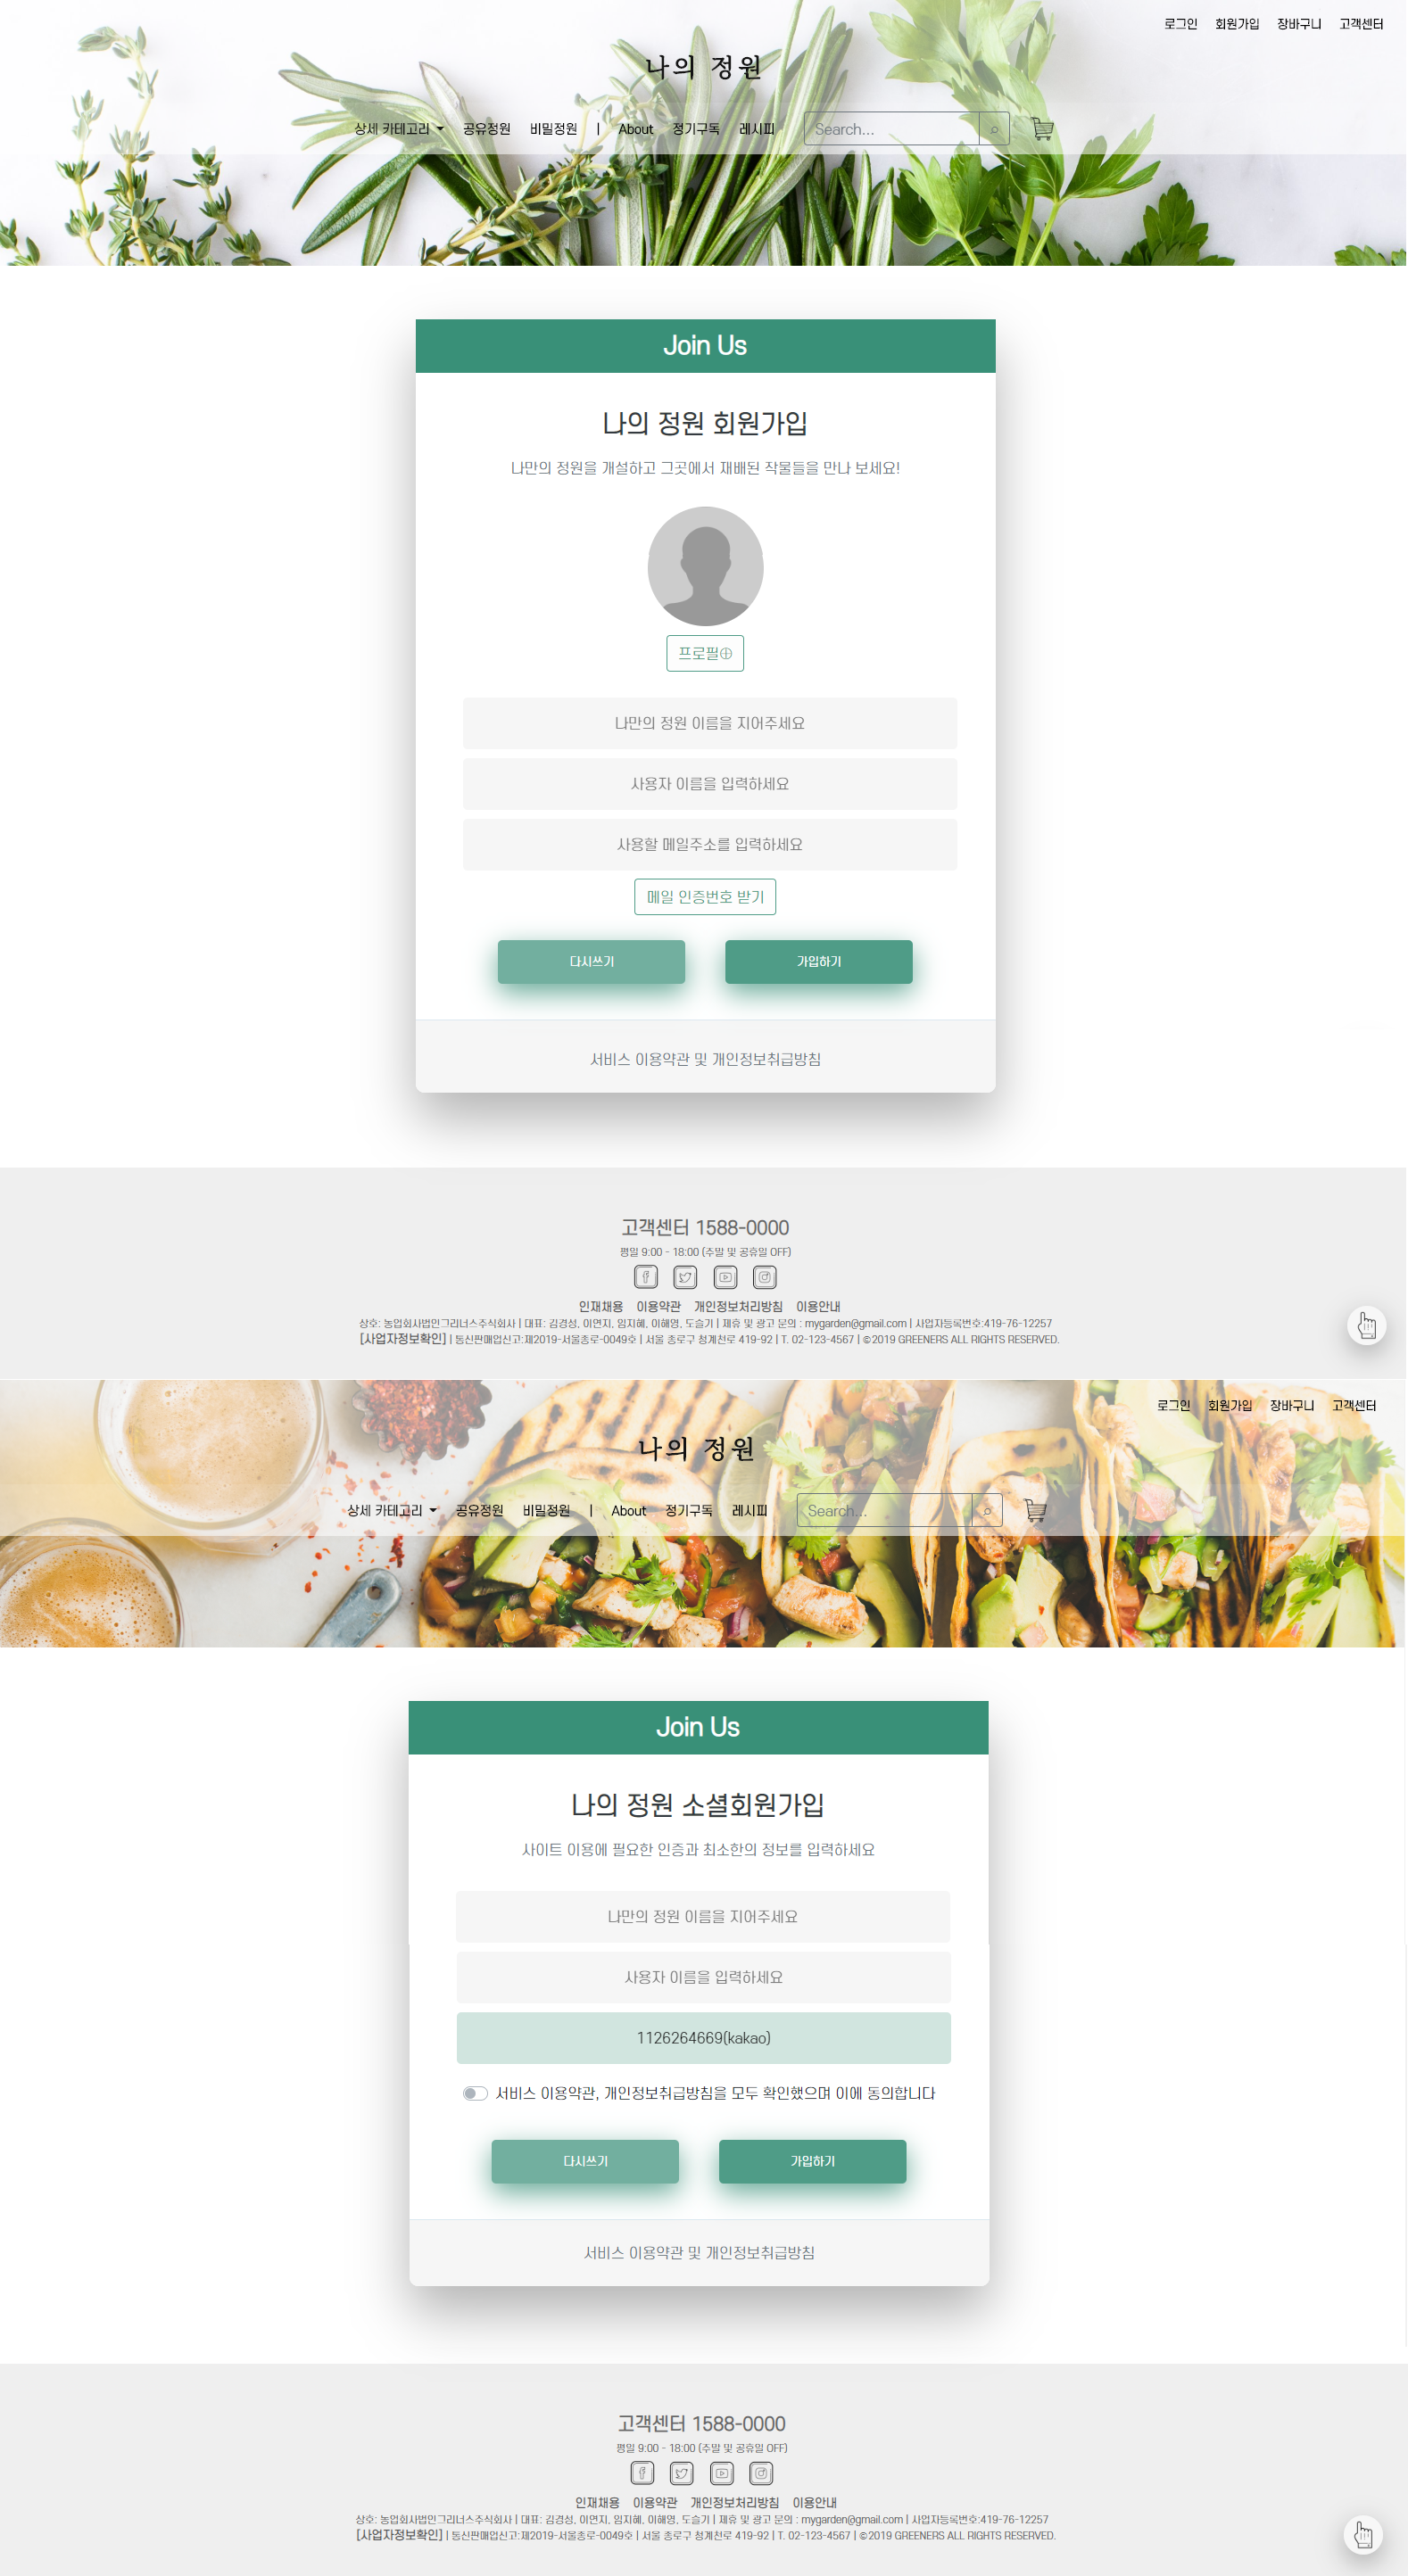 로그인 회원가입 장바구니 고객센터
나의 정원
상세 카테고리 공유정원 비밀정원 | About 정기구독 레시피 Search...
Join Us
나의 정원 회원가입
나만의 정원을 개설하고 그곳에서 재배된 작물들을 만나 보세요!
프로필⊕
나만의 정원 이름을 지어주세요
사용자 이름을 입력하세요
사용할 메일주소를 입력하세요
메일 인증번호 받기
다시쓰기 가입하기
서비스 이용약관 및 개인정보취급방침
고객센터 1588-0000
평일 9:00 - 18:00 (주말 및 공휴일 OFF)
인재채용 이용약관 개인정보처리방침 이용안내
상호: 농업회사법인그리너스주식회사 | 대표: 김경성, 이연지, 임지혜, 이해영, 도슬기 | 제휴 및 광고 문의 : mygarden@gmail.com | 사업자등록번호:419-76-12257
[사업자정보확인] | 통신판매업신고:제2019-서울종로-0049호 | 서울 종로구 청계천로 419-92 | T. 02-123-4567 | ©2019 GREENERS ALL RIGHTS RESERVED.
로그인 회원가입 장바구니 고객센터
나의 정원
상세 카테고리 공유정원 비밀정원 | About 정기구독 레시피 Search...
Join Us
나의 정원 소셜회원가입
사이트 이용에 필요한 인증과 최소한의 정보를 입력하세요
나만의 정원 이름을 지어주세요
사용자 이름을 입력하세요
1126264669(kakao)
서비스 이용약관, 개인정보취급방침을 모두 확인했으며 이에 동의합니다
다시쓰기 가입하기
서비스 이용약관 및 개인정보취급방침
고객센터 1588-0000
평일 9:00 - 18:00 (주말 및 공휴일 OFF)
인재채용 이용약관 개인정보처리방침 이용안내
상호: 농업회사법인그리너스주식회사 | 대표: 김경성, 이연지, 임지혜, 이해영, 도슬기 | 제휴 및 광고 문의 : mygarden@gmail.com | 사업자등록번호:419-76-12257
[사업자정보확인] | 통신판매업신고:제2019-서울종로-0049호 | 서울 종로구 청계천로 419-92 | T. 02-123-4567 | ©2019 GREENERS ALL RIGHTS RESERVED.